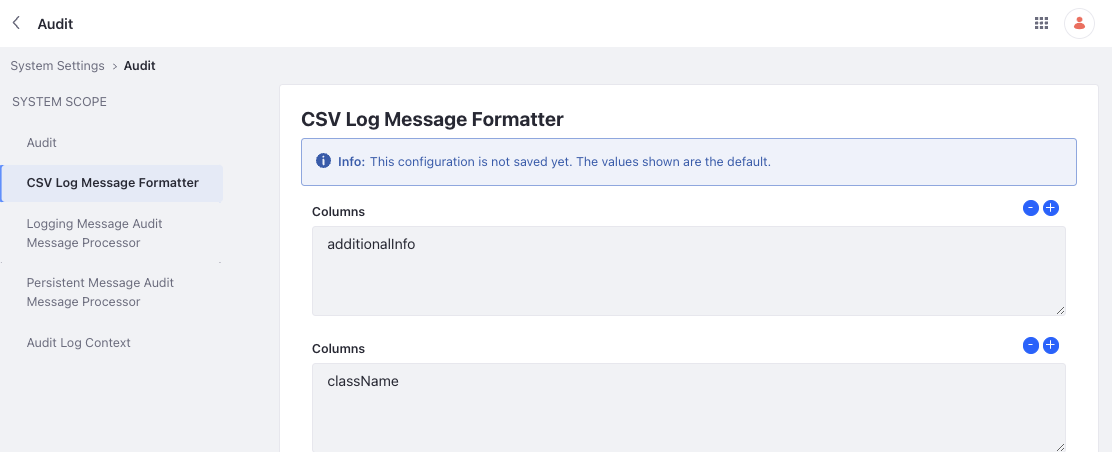 Audit
System Settings › Audit
SYSTEM SCOPE
Audit
CSV Log Message Formatter
Logging Message Audit
Message Processor
Persistent Message Audit
Message Processor
Audit Log Context
CSV Log Message Formatter
Info: This configuration is not saved yet. The values shown are the default.
Columns
additionalInfo
Columns
className